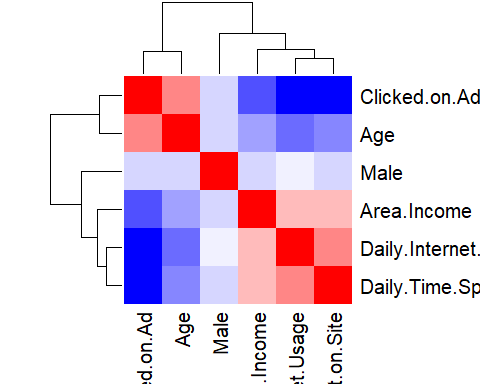 Clicked.on.Ad
Age
Male
Area.Income
Daily.Internet.
Daily.Time.Sp
ed.on.Ad
Age
Male
.Income
et.Usage
t.on.Site